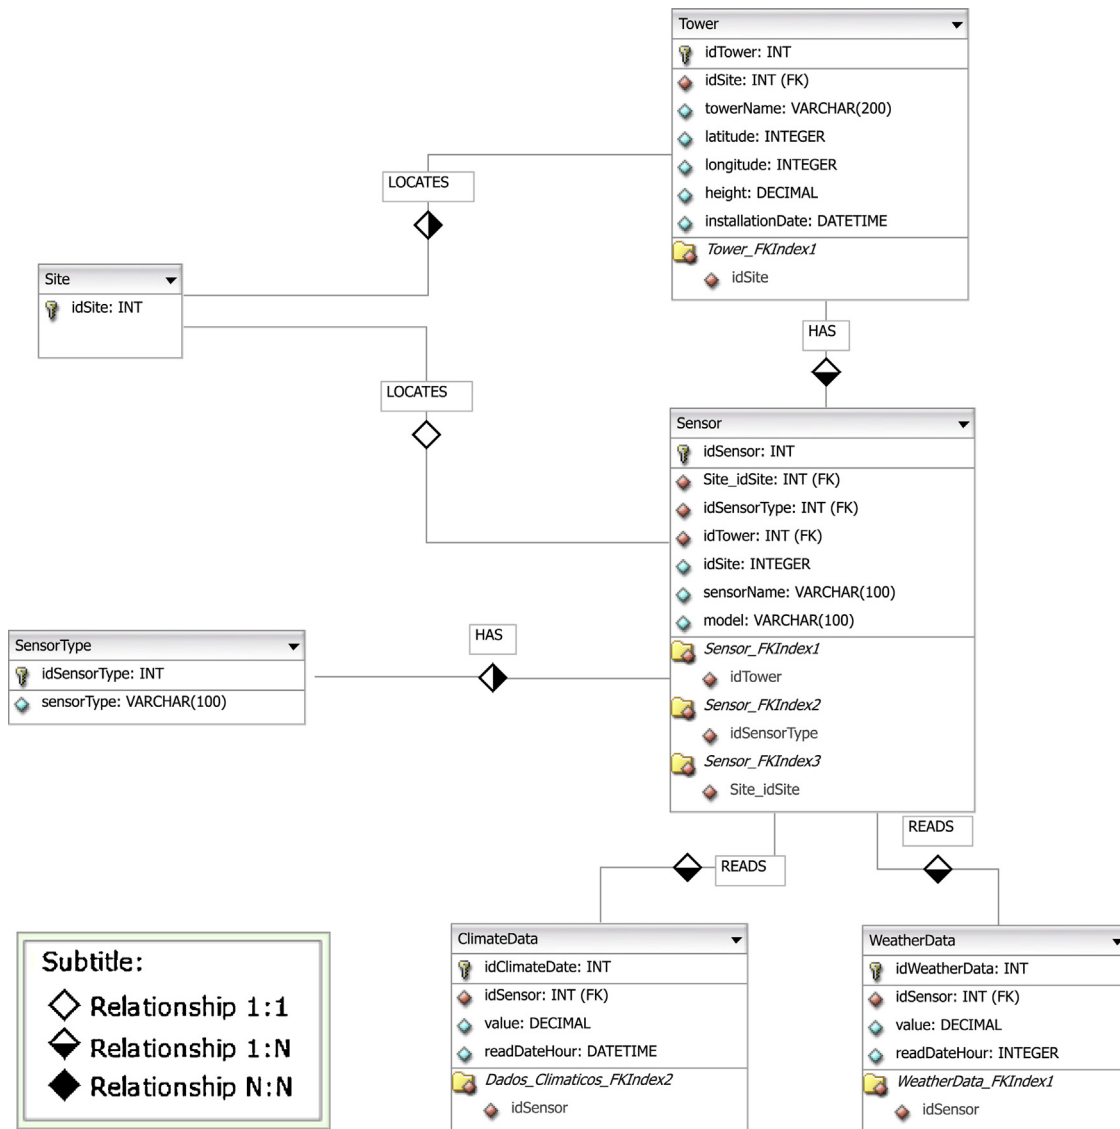 Tower
idTower: INT
idSite: INT (FK)
towerName: VARCHAR(200)
latitude: INTEGER
longitude: INTEGER
height: DECIMAL
installationDate: DATETIME
Tower_FKIndex1
idSite
LOCATES
Site
idSite: INT
HAS
LOCATES
Sensor
idSensor: INT
Site_idSite: INT (FK)
idSensorType: INT (FK)
idTower: INT (FK)
idSite: INTEGER
sensorName: VARCHAR(100)
model: VARCHAR(100)
Sensor_FKIndex1
idTower
Sensor_FKIndex2
idSensorType
Sensor_FKIndex3
Site_idSite
HAS
SensorType
idSensorType: INT
sensorType: VARCHAR(100)
READS
READS
ClimateData
idClimateDate: INT
idSensor: INT (FK)
value: DECIMAL
readDateHour: DATETIME
Dados_Climaticos_FKIndex2
idSensor
WeatherData
idWeatherData: INT
idSensor: INT (FK)
value: DECIMAL
readDateHour: INTEGER
WeatherData_FKIndex1
idSensor
Subtitle:
Relationship 1:1
Relationship 1:N
Relationship N:N